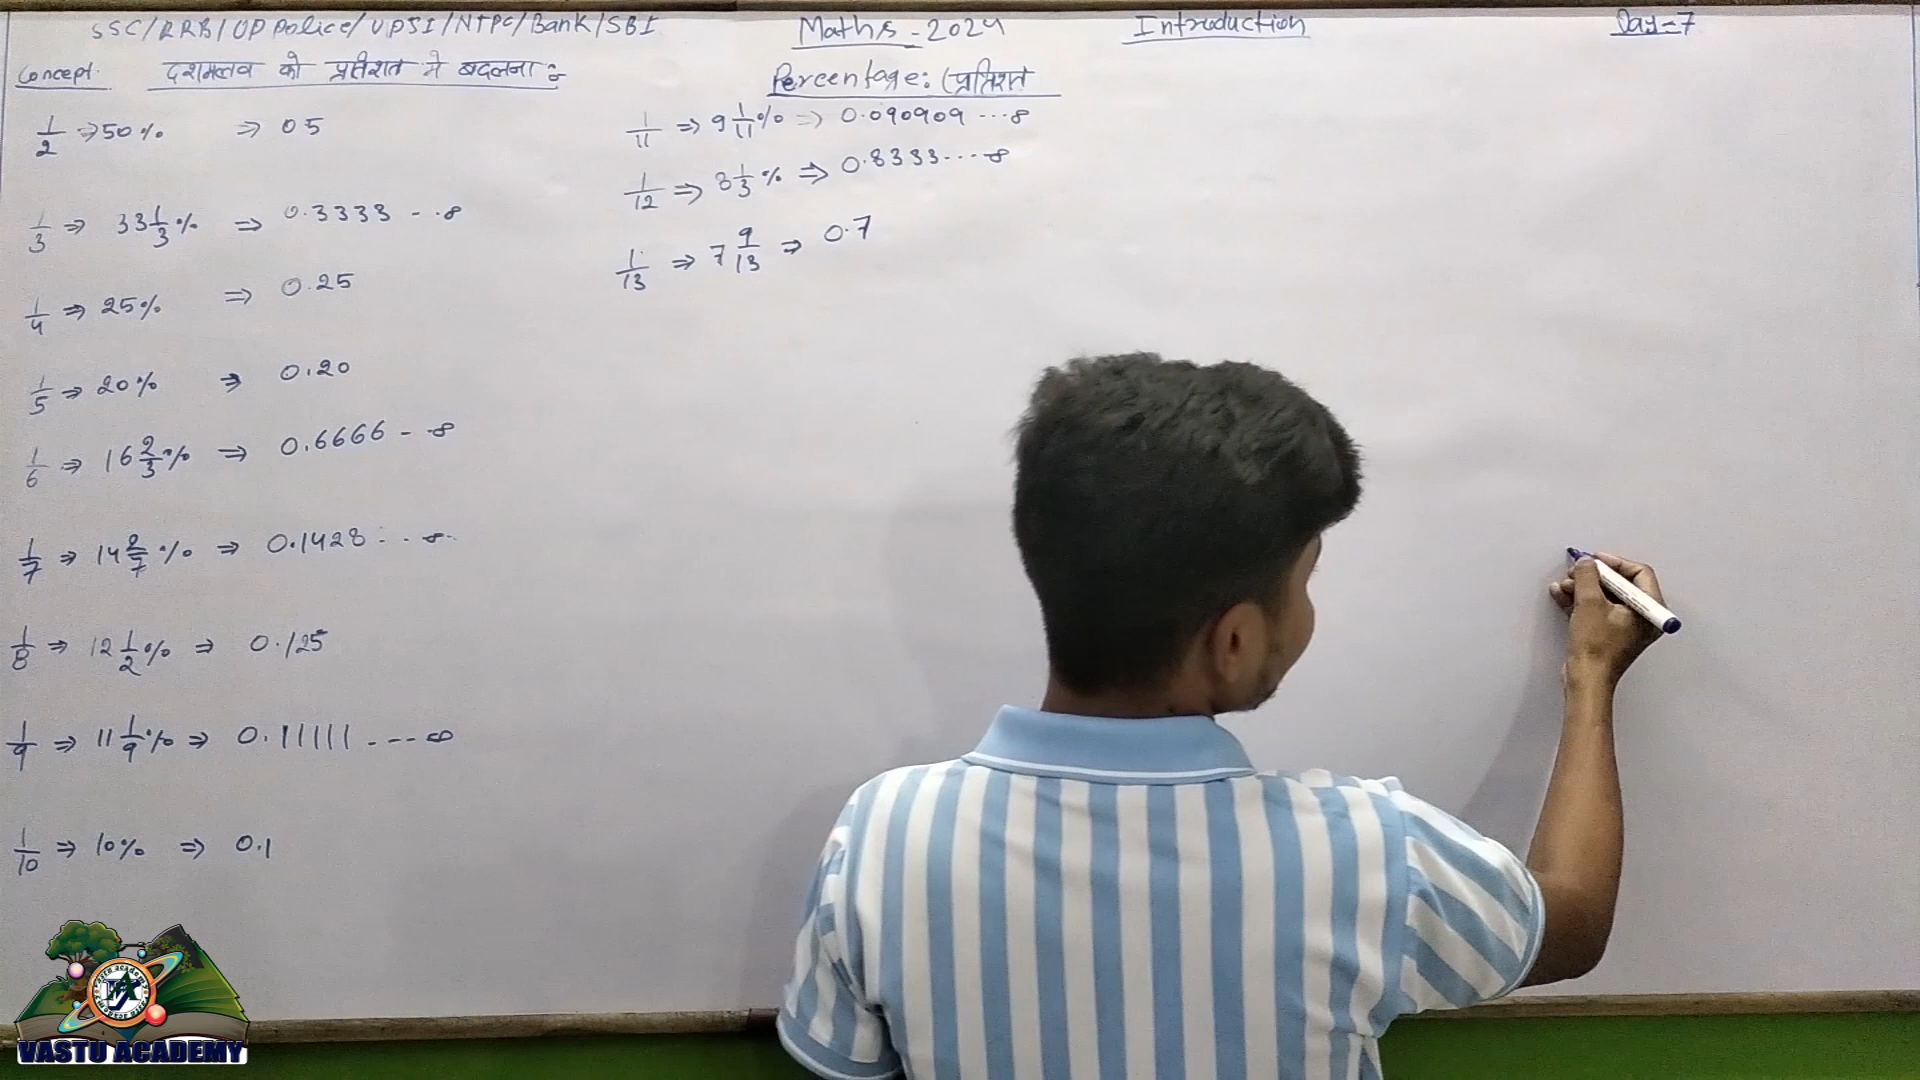 SSC/RRB/UP Police/UPSI/NTPC/Bank/SBI
Maths - 2024
Introduction
Day-7
Concept: दशमलव को प्रतिशत मे बदलना :-
Percentage: (प्रतिशत
1/2 ⇒ 50% ⇒ 05
1/3 ⇒ 33 1/3 % ⇒ 0.3333 - .. ∞
1/4 ⇒ 25% ⇒ 0.25
1/5 ⇒ 20% ⇒ 0.20
1/6 ⇒ 16 2/3 % ⇒ 0.6666 - - ∞
1/7 ⇒ 14 2/7 % ⇒ 0.1428 - .. ∞
1/8 ⇒ 12 1/2 % ⇒ 0.125
1/9 ⇒ 11 1/9 % ⇒ 0.11111 - - - ∞
1/10 ⇒ 10% ⇒ 0.1
1/11 ⇒ 9 1/11 % ⇒ 0.090909 ... ∞
1/12 ⇒ 8 1/3 % ⇒ 0.8333 ... ∞
1/13 ⇒ 7 9/13 ⇒ 0.7
VASTU ACADEMY